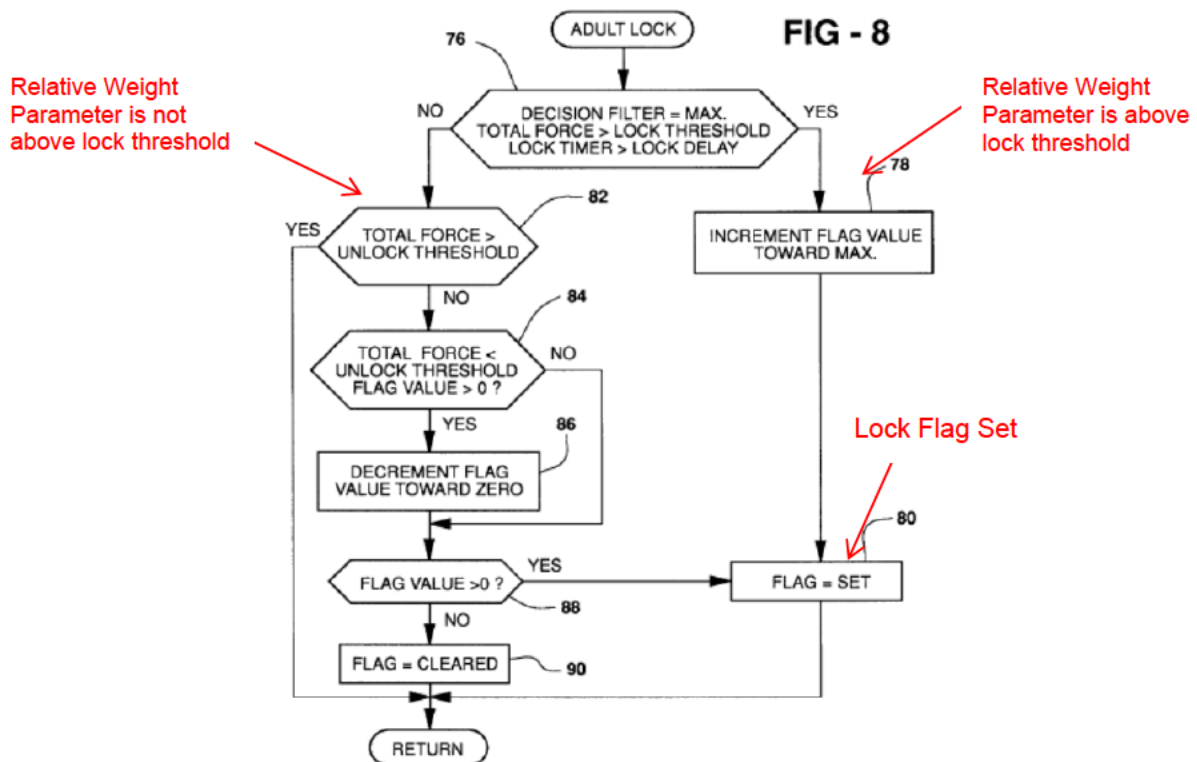 ADULT LOCK
FIG - 8
76
Relative Weight
Parameter is not
above lock threshold
Relative Weight
Parameter is above
lock threshold
NO
DECISION FILTER = MAX.
TOTAL FORCE > LOCK THRESHOLD
LOCK TIMER > LOCK DELAY
YES
78
82
YES
TOTAL FORCE >
UNLOCK THRESHOLD
INCREMENT FLAG VALUE
TOWARD MAX.
NO
84
TOTAL FORCE <
UNLOCK THRESHOLD
FLAG VALUE > 0 ?
NO
YES
86
Lock Flag Set
DECREMENT FLAG
VALUE TOWARD ZERO
80
FLAG VALUE >0 ?
YES
FLAG = SET
88
NO
FLAG = CLEARED
90
RETURN